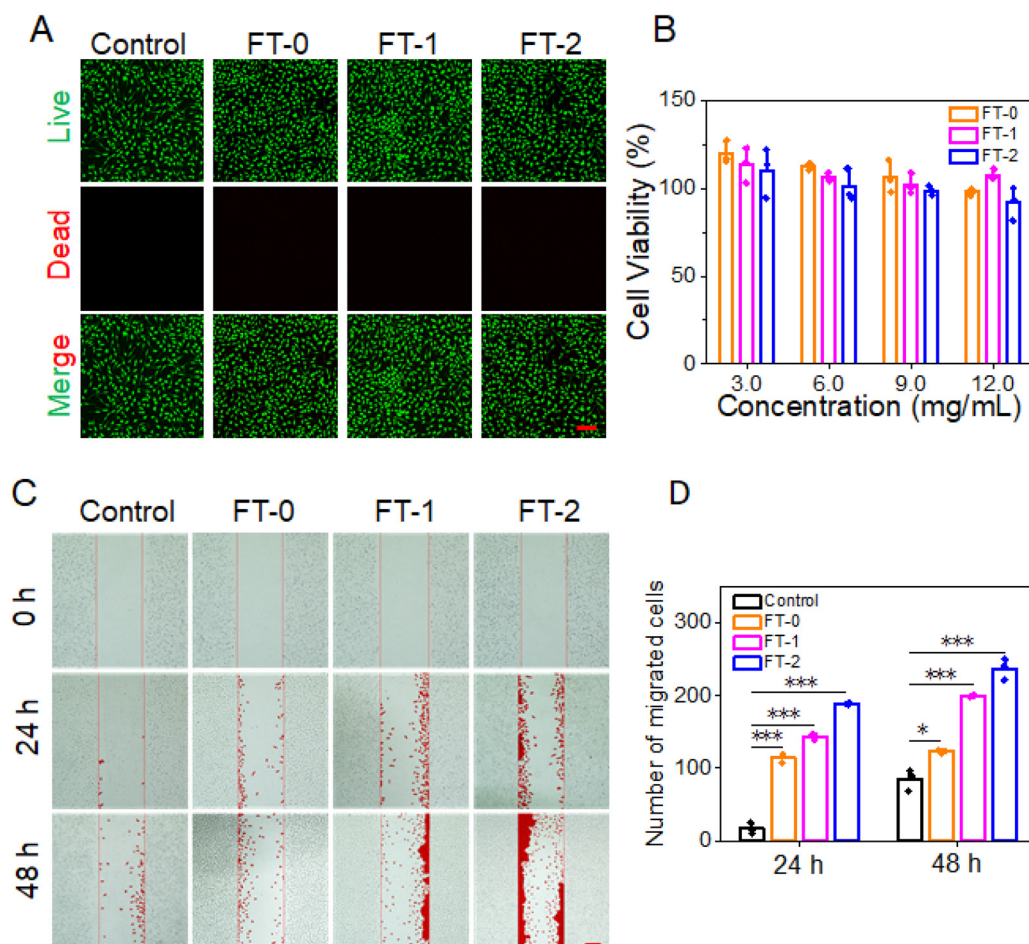 A
Control FT-0 FT-1 FT-2
Live
Dead
Merge
B
Cell Viability (%)
150
100
50
0
FT-0
FT-1
FT-2
3.0 6.0 9.0 12.0
Concentration (mg/mL)
C
Control FT-0 FT-1 FT-2
0 h
24 h
48 h
D
Number of migrated cells
300
200
100
0
Control
FT-0
FT-1
FT-2
***
***
***
***
***
*
24 h 48 h